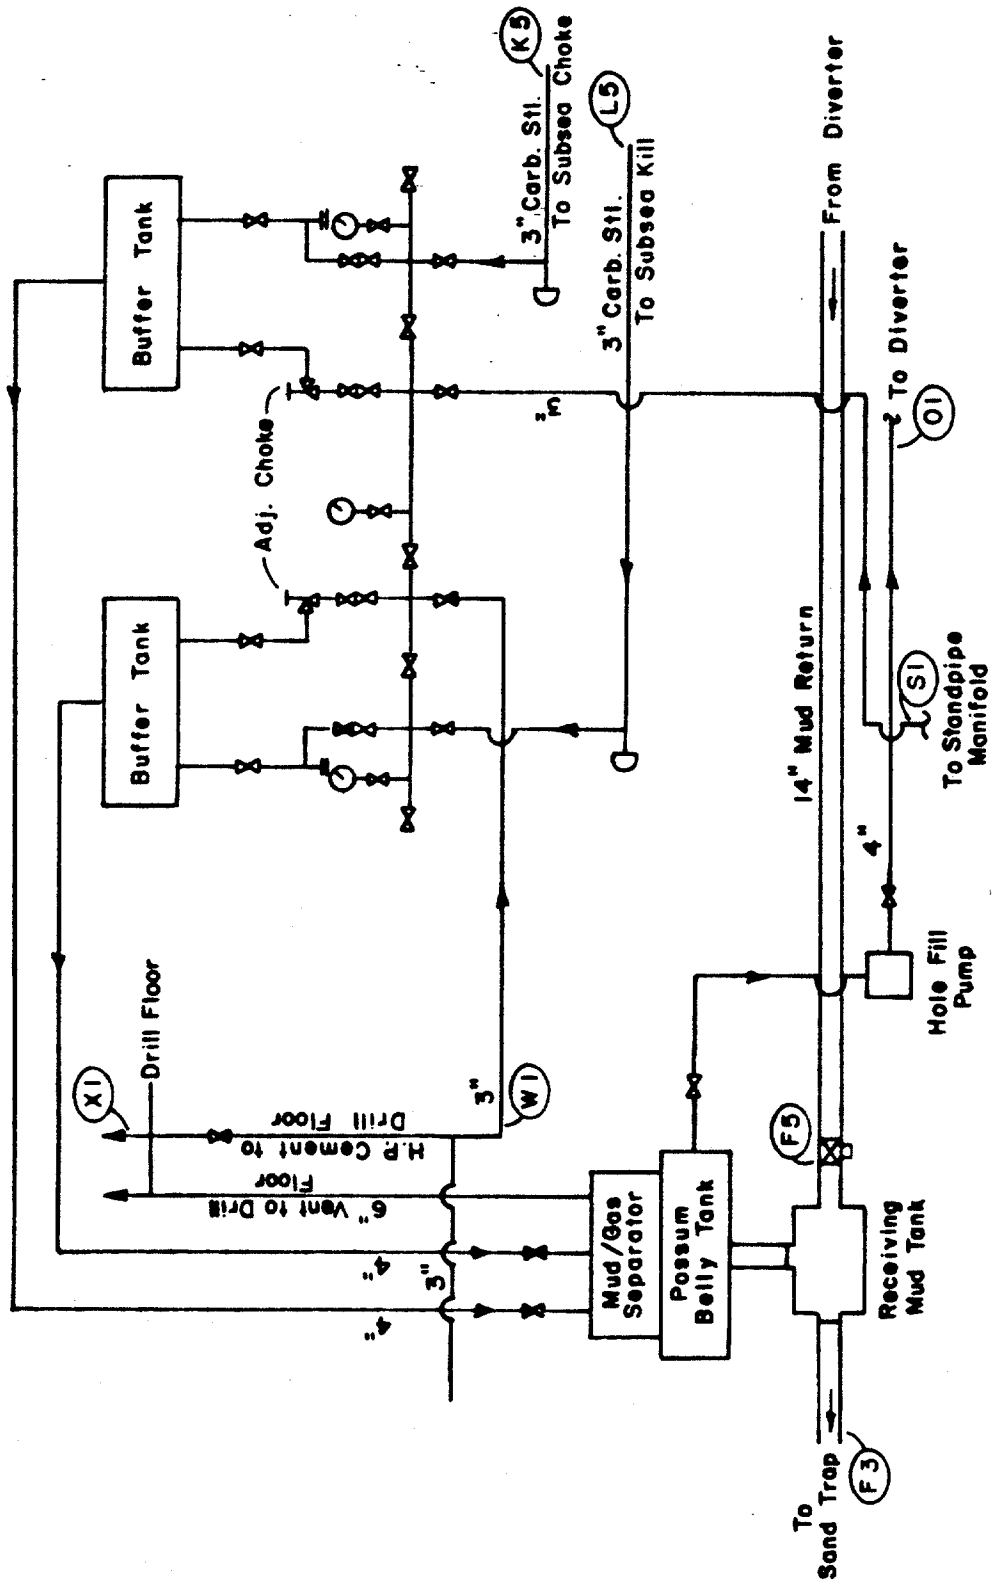 Buffer Tank
Buffer Tank
Adj. Choke
K5
3" Carb. Stl.
To Subsea Choke
L5
3" Carb. Stl.
To Subsea Kill
3"
From Diverter
To Diverter
O1
14" Mud Return
S1
To Standpipe
Manifold
4"
Hole Fill
Pump
X1
Drill Floor
H.P. Cement to
Drill Floor
6" Vent to Drill
Floor
3"
W1
4"
4"
3"
Mud/Gas
Separator
Possum
Belly Tank
F5
Receiving
Mud Tank
To
Sand Trap
F3